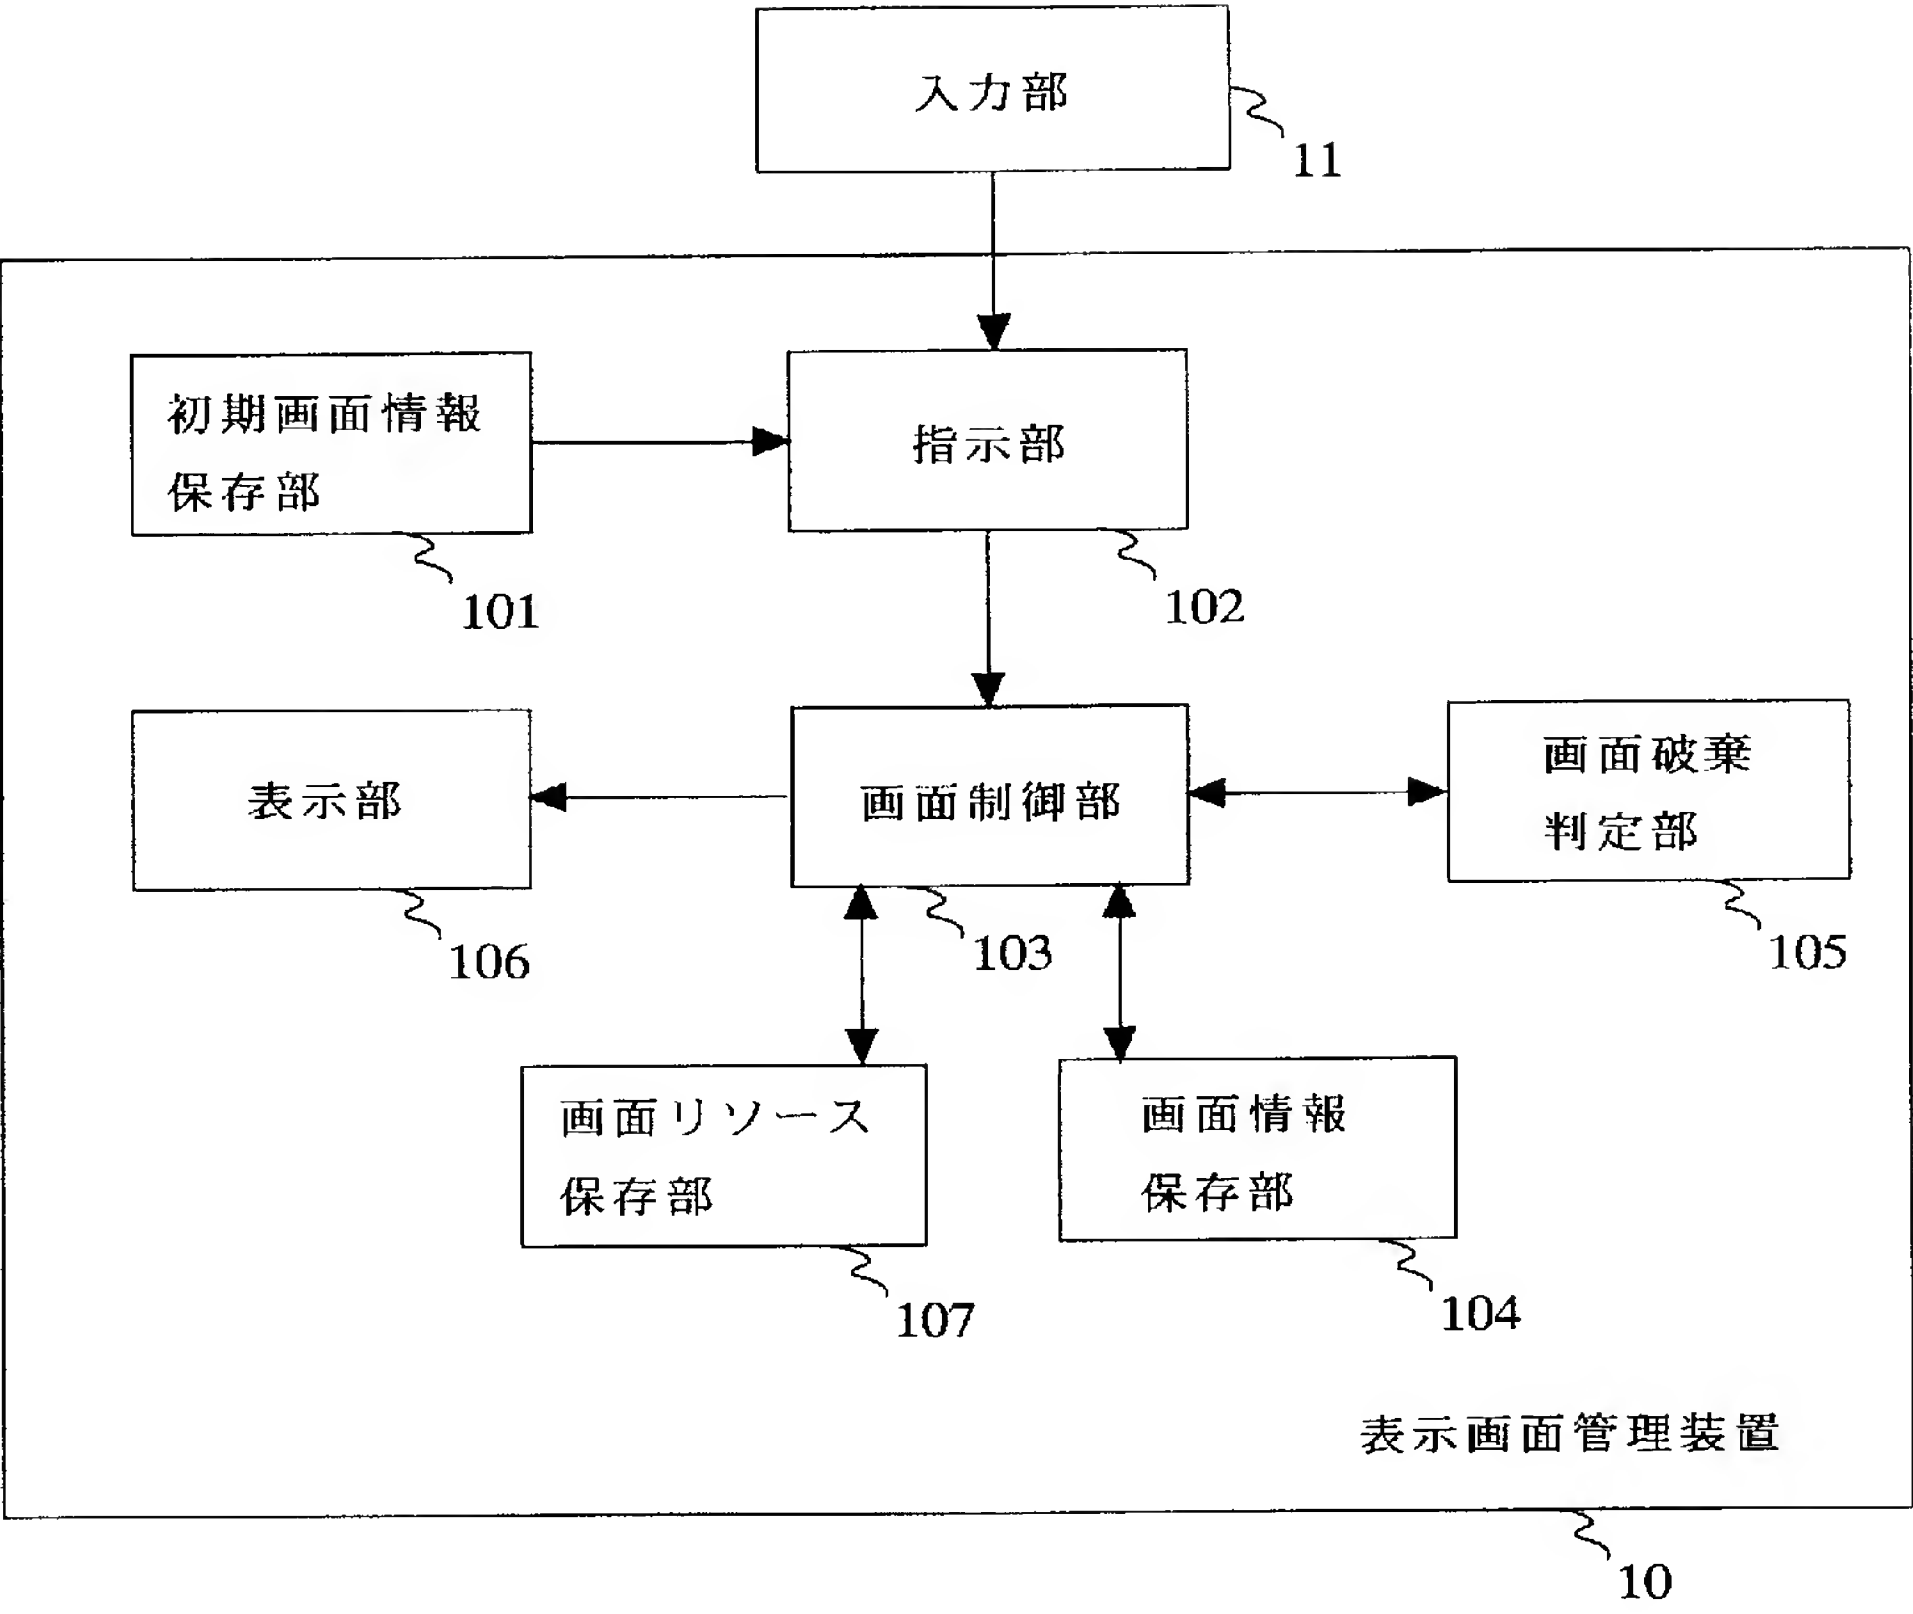 入力部
11
初期画面情報
保存部
101
指示部
102
表示部
106
画面制御部
103
画面破棄
判定部
105
画面リソース
保存部
107
画面情報
保存部
104
表示画面管理装置
10